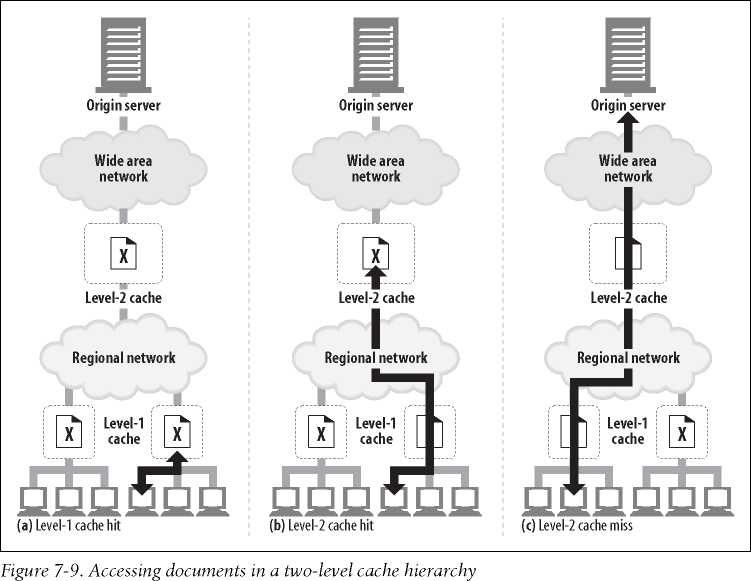 Origin server
Wide area
network
X
Level-2 cache
Regional network
X
Level-1
cache
X
(a) Level-1 cache hit
Origin server
Wide area
network
X
Level-2 cache
Regional network
X
Level-1
cache
(b) Level-2 cache hit
Origin server
Wide area
network
Level-2 cache
Regional network
Level-1
cache
X
(c) Level-2 cache miss
Figure 7-9. Accessing documents in a two-level cache hierarchy